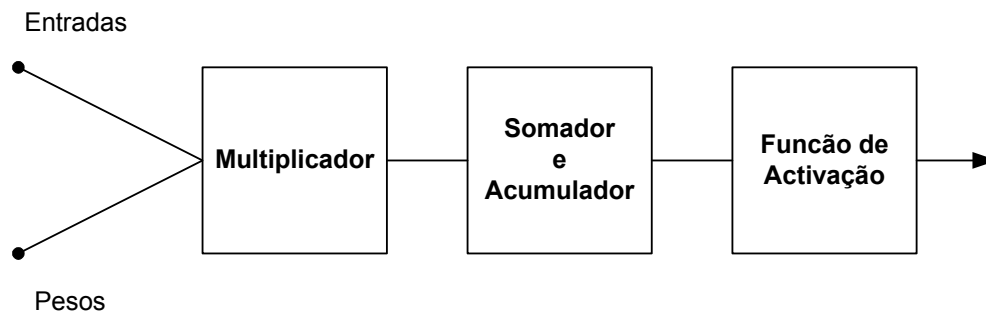 Entradas
Multiplicador
Somador
e
Acumulador
Funcão de
Activação
Pesos